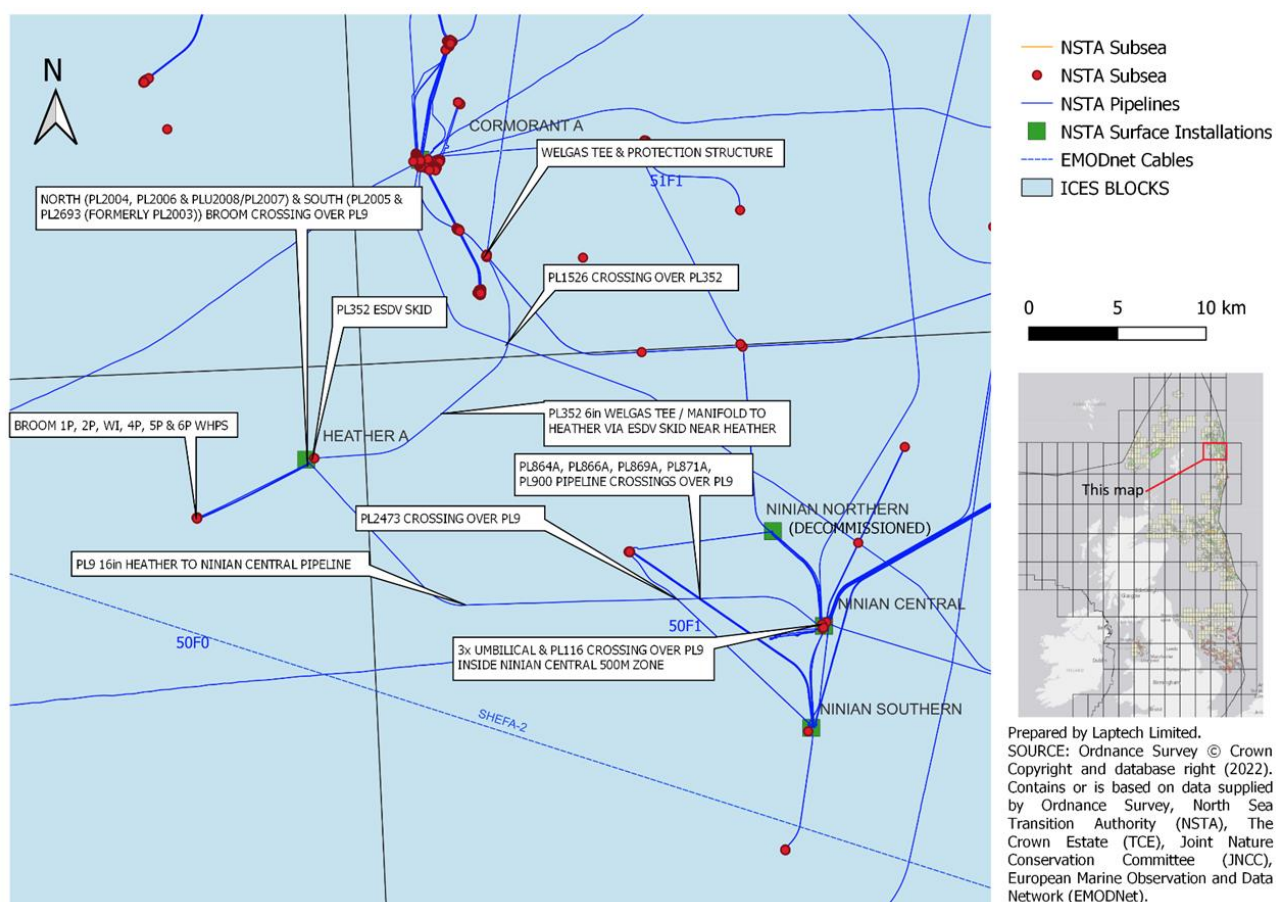 N
CORMORANT A
WELGAS TEE & PROTECTION STRUCTURE
51F1
NORTH (PL2004, PL2006 & PLU2008/PL2007) & SOUTH (PL2005 &
PL2693 (FORMERLY PL2003)) BROOM CROSSING OVER PL9
PL1526 CROSSING OVER PL352
PL352 ESDV SKID
BROOM 1P, 2P, WI, 4P, 5P & 6P WHPS
HEATHER A
PL352 6in WELGAS TEE / MANIFOLD TO
HEATHER VIA ESDV SKID NEAR HEATHER
PL864A, PL866A, PL869A, PL871A,
PL900 PIPELINE CROSSINGS OVER PL9
NINIAN NORTHERN
(DECOMMISSIONED)
PL2473 CROSSING OVER PL9
PL9 16in HEATHER TO NINIAN CENTRAL PIPELINE
NINIAN CENTRAL
50F0
50F1
3x UMBILICAL & PL116 CROSSING OVER PL9
INSIDE NINIAN CENTRAL 500M ZONE
SHEFA-2
NINIAN SOUTHERN
NSTA Subsea
NSTA Subsea
NSTA Pipelines
NSTA Surface Installations
EMODnet Cables
ICES BLOCKS
0 5 10 km
This map
Prepared by Laptech Limited.
SOURCE: Ordnance Survey © Crown
Copyright and database right (2022).
Contains or is based on data supplied
by Ordnance Survey, North Sea
Transition Authority (NSTA), The
Crown Estate (TCE), Joint Nature
Conservation Committee (JNCC),
European Marine Observation and Data
Network (EMODNet).